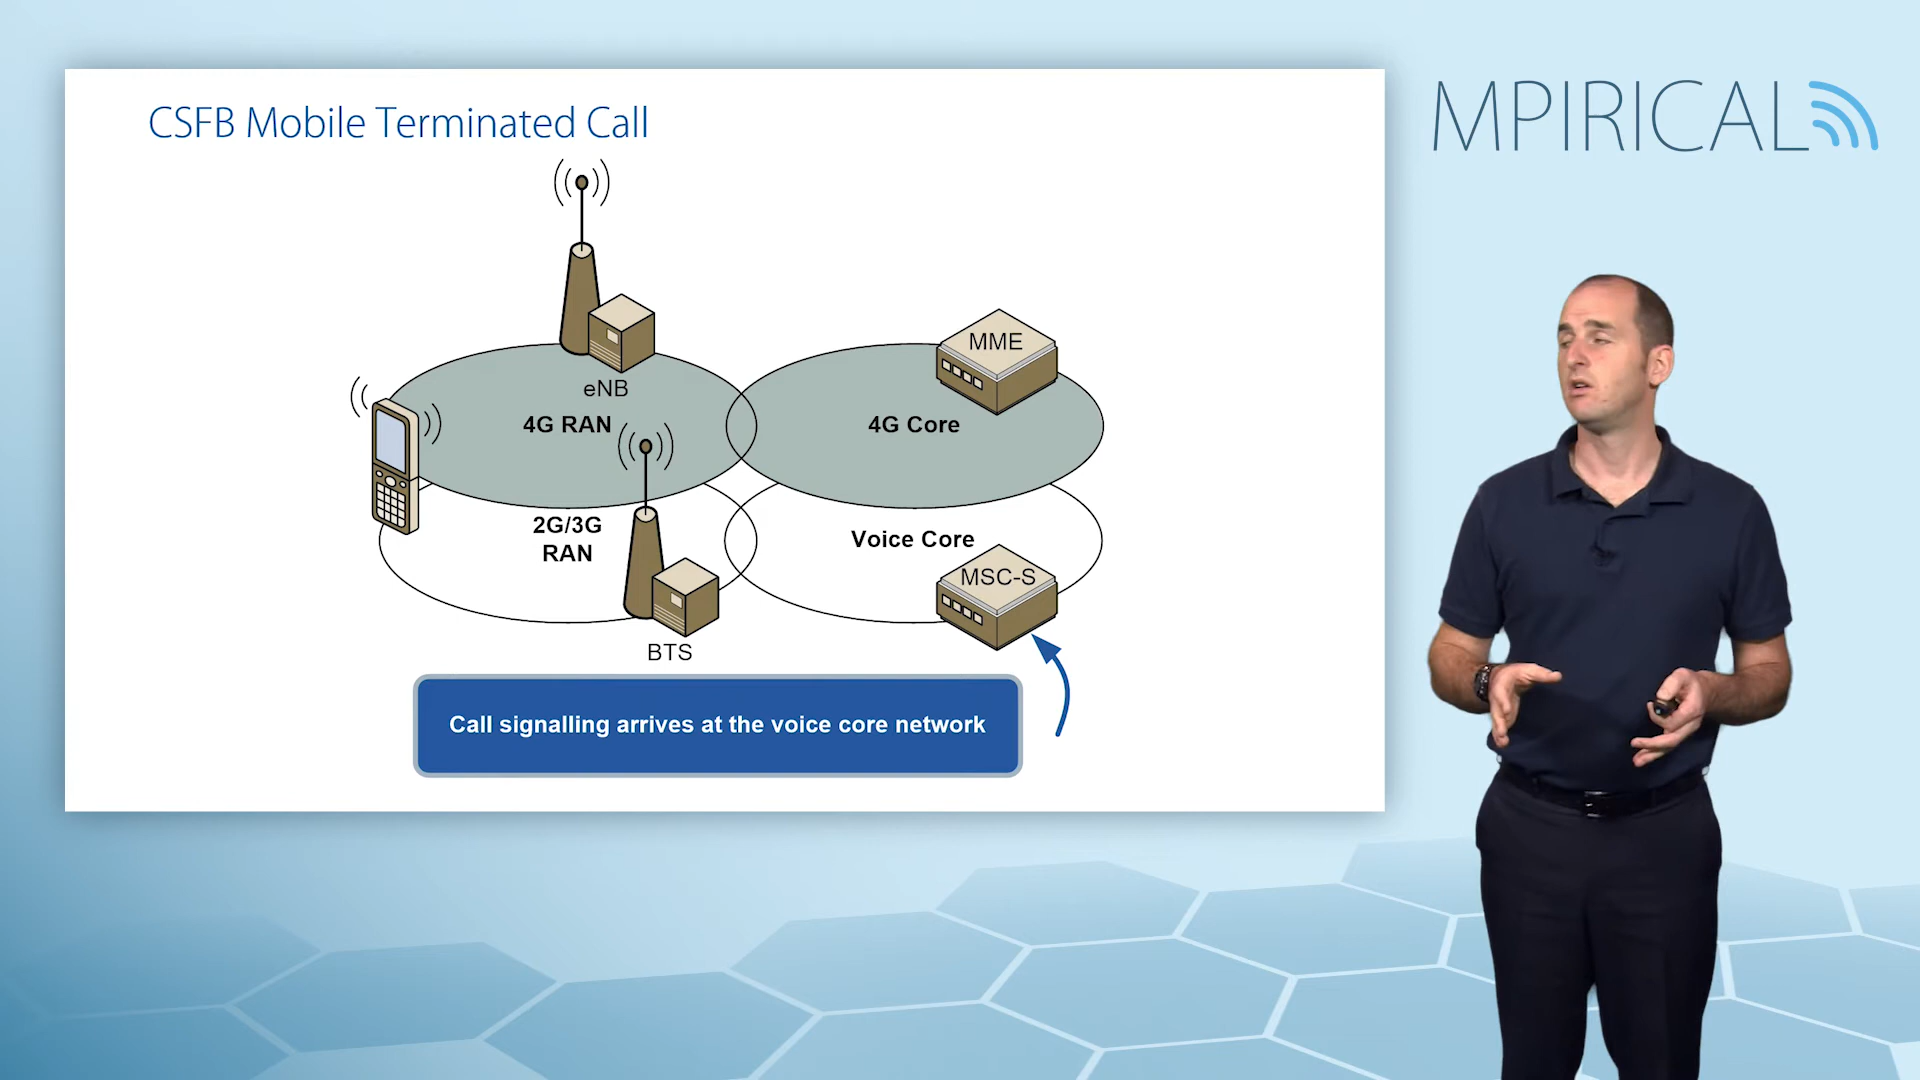 CSFB Mobile Terminated Call
MPIRICAL
MME
eNB
4G RAN
4G Core
2G/3G
RAN
Voice Core
MSC-S
BTS
Call signalling arrives at the voice core network